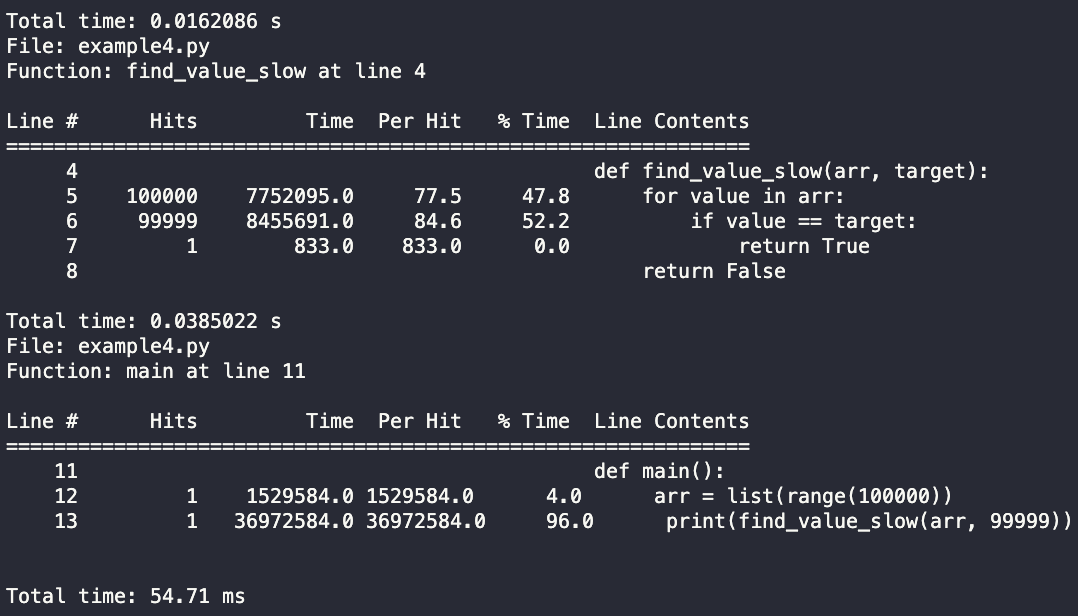 Total time: 0.0162086 s
File: example4.py
Function: find_value_slow at line 4
Line #      Hits         Time  Per Hit   % Time  Line Contents
==============================================================
     4                                           def find_value_slow(arr, target):
     5    100000    7752095.0     77.5     47.8      for value in arr:
     6     99999    8455691.0     84.6     52.2          if value == target:
     7         1        833.0    833.0      0.0              return True
     8                                               return False
Total time: 0.0385022 s
File: example4.py
Function: main at line 11
Line #      Hits         Time  Per Hit   % Time  Line Contents
==============================================================
    11                                           def main():
    12         1    1529584.0 1529584.0      4.0      arr = list(range(100000))
    13         1   36972584.0 36972584.0     96.0      print(find_value_slow(arr, 99999))
Total time: 54.71 ms